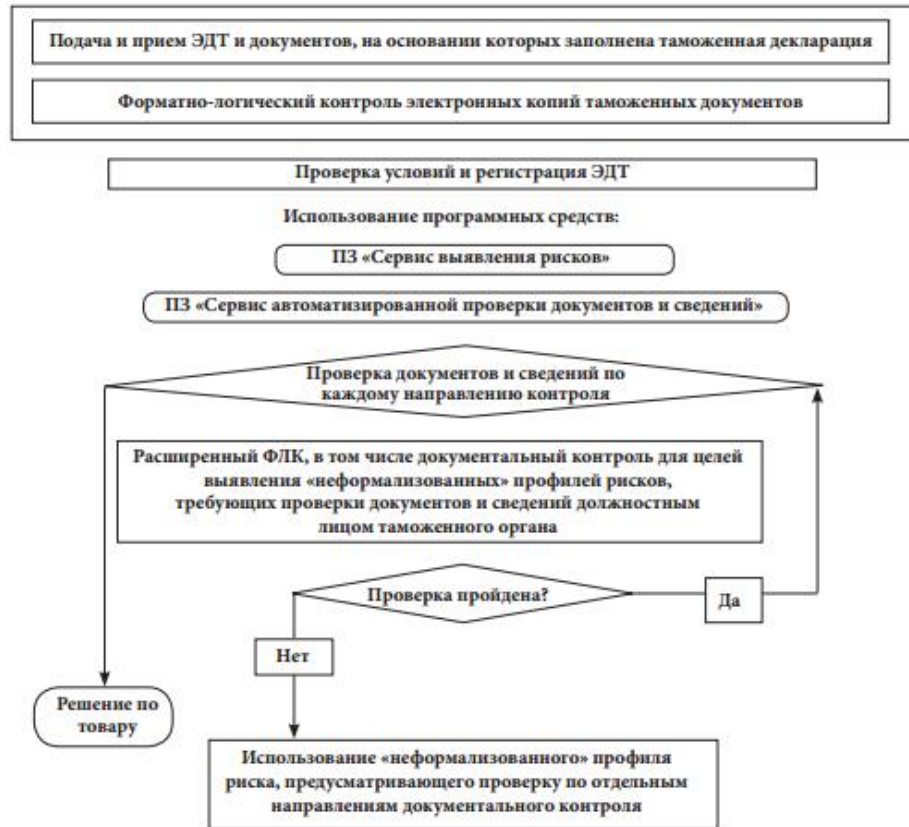 Подача и прием ЭДТ и документов, на основании которых заполнена таможенная декларация
Форматно-логический контроль электронных копий таможенных документов
Проверка условий и регистрация ЭДТ
Использование программных средств:
ПЗ «Сервис выявления рисков»
ПЗ «Сервис автоматизированной проверки документов и сведений»
Проверка документов и сведений по
каждому направлению контроля
Расширенный ФЛК, в том числе документальный контроль для целей
выявления «неформализованных» профилей рисков,
требующих проверки документов и сведений должностным
лицом таможенного органа
Проверка пройдена?
Да
Нет
Решение по
товару
Использование «неформализованного» профиля
риска, предусматривающего проверку по отдельным
направлениям документального контроля